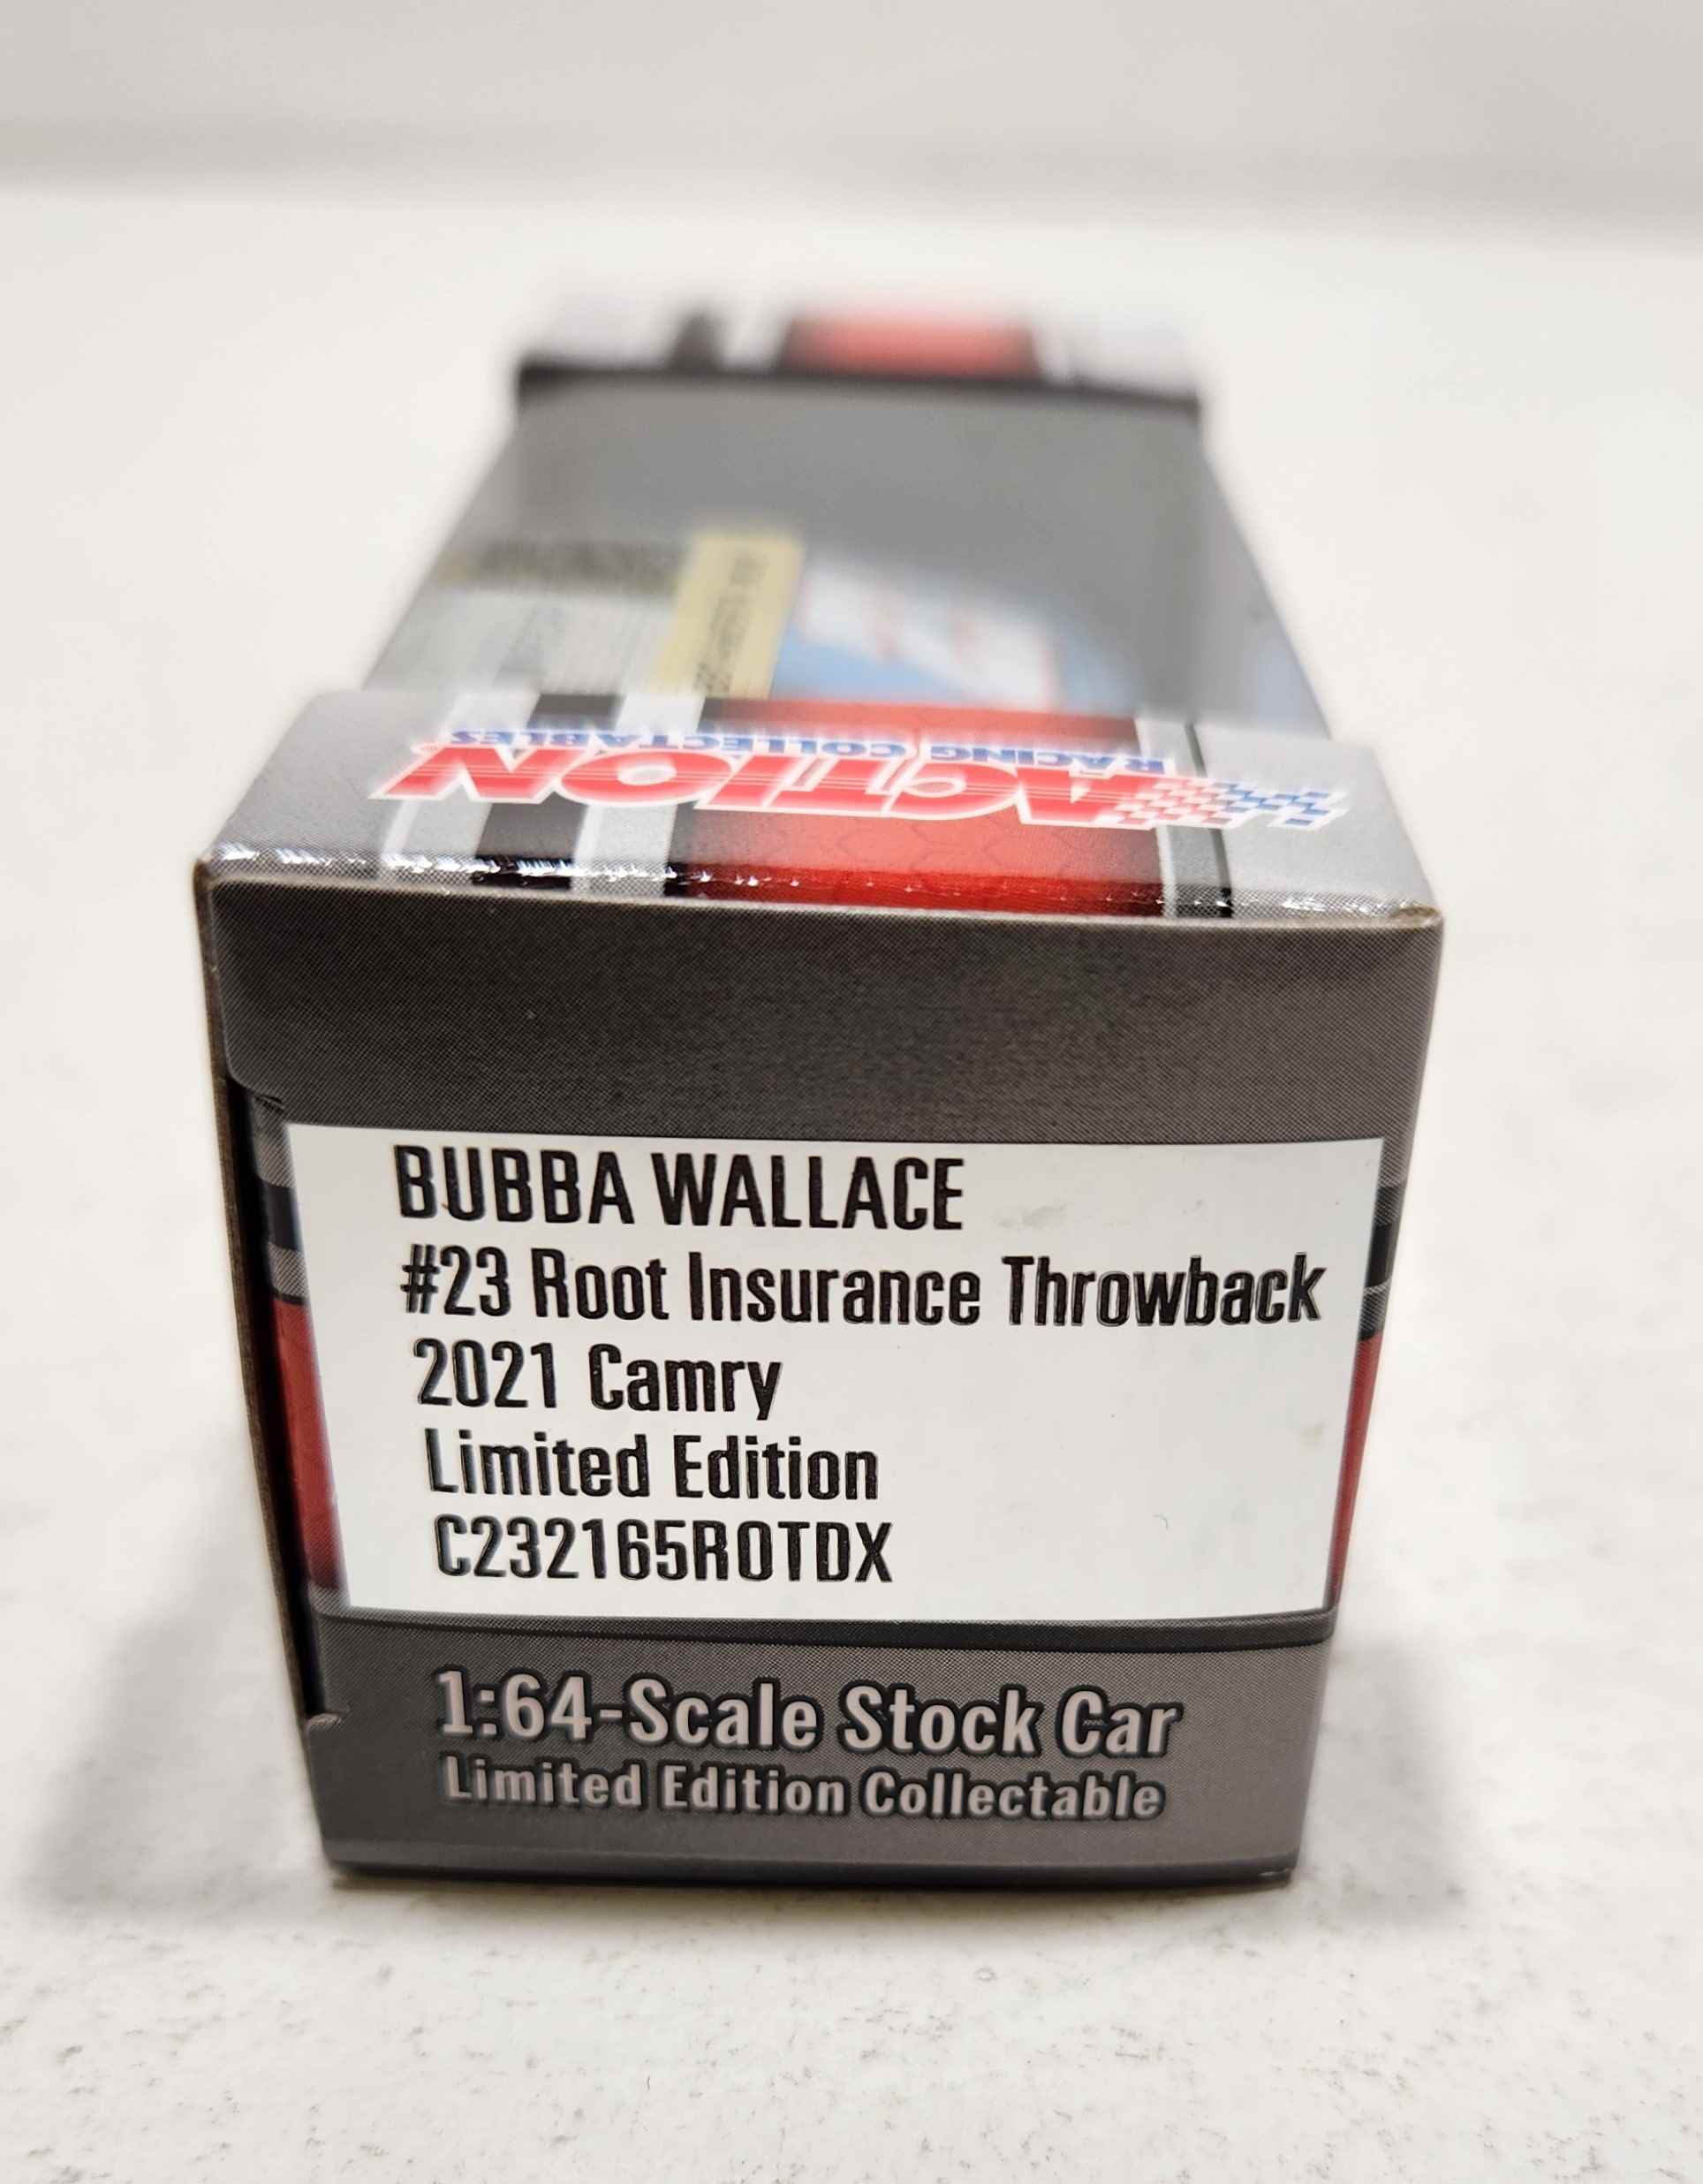 ACTION
RACING COLLECTABLES
BUBBA WALLACE
#23 Root Insurance Throwback
2021 Camry
Limited Edition
C232165ROTDX
1:64-Scale Stock Car
Limited Edition Collectable